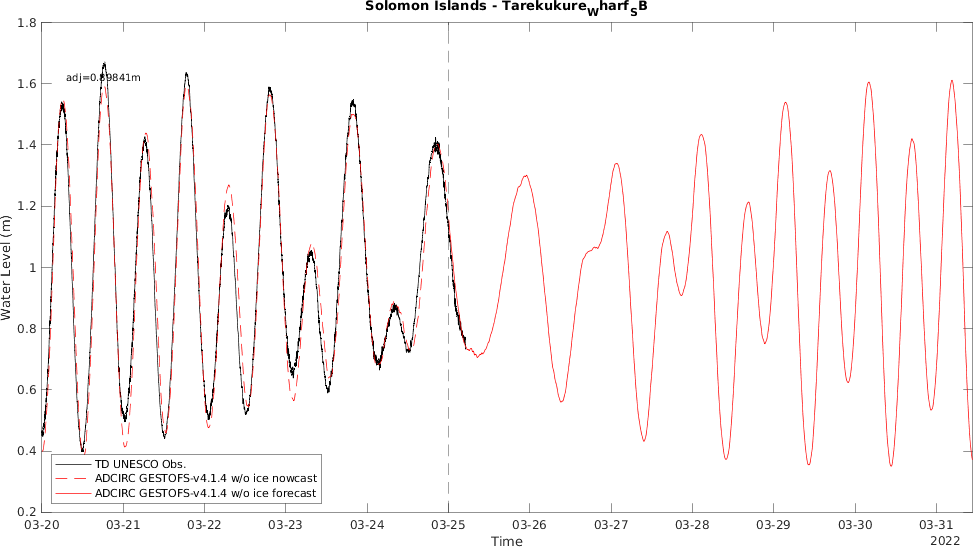 Solomon Islands - TarekukureWharfSB
adj=0.89841m
1.8
1.6
1.4
1.2
1
0.8
0.6
0.4
0.2
Water Level (m)
TD UNESCO Obs.
ADCIRC GESTOFS-v4.1.4 w/o ice nowcast
ADCIRC GESTOFS-v4.1.4 w/o ice forecast
03-20 03-21 03-22 03-23 03-24 03-25 03-26 03-27 03-28 03-29 03-30 03-31
Time
2022